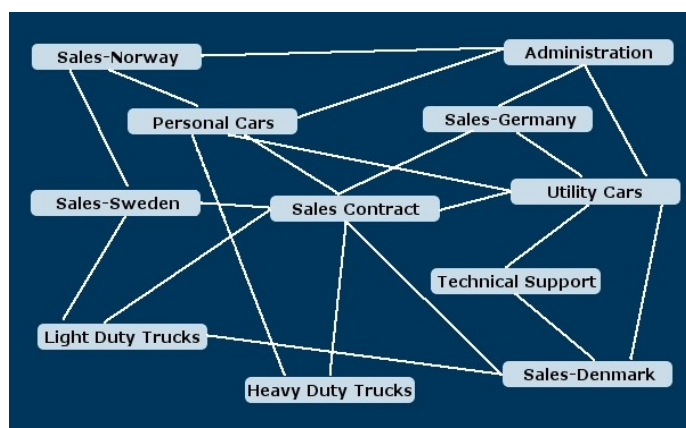 Sales-Norway
Administration
Personal Cars
Sales-Germany
Sales-Sweden
Sales Contract
Utility Cars
Technical Support
Light Duty Trucks
Heavy Duty Trucks
Sales-Denmark